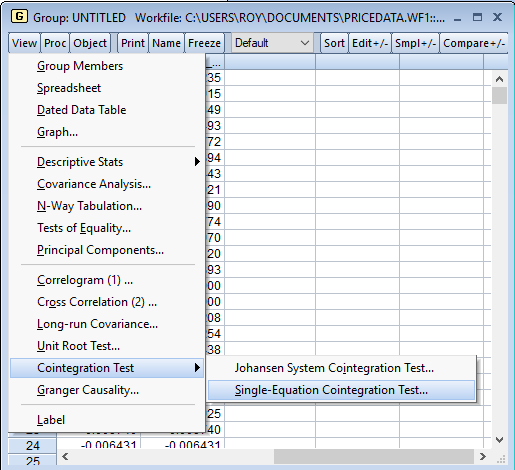 G Group: UNTITLED Workfile: C:\USERS\ROY\DOCUMENTS\PRICEDATA.WF1::...
View Proc Object Print Name Freeze Default Sort Edit+/- Smpl+/- Compare+/-
Group Members
Spreadsheet
Dated Data Table
Graph...
Descriptive Stats
Covariance Analysis...
N-Way Tabulation...
Tests of Equality...
Principal Components...
Correlogram (1) ...
Cross Correlation (2) ...
Long-run Covariance...
Unit Root Test...
Cointegration Test
Granger Causality...
Label
Johansen System Cointegration Test...
Single-Equation Cointegration Test...
35
15
49
93
72
94
43
21
90
74
70
20
93
00
00
08
54
38
25
40
24 -0.006431 -0.006431
25